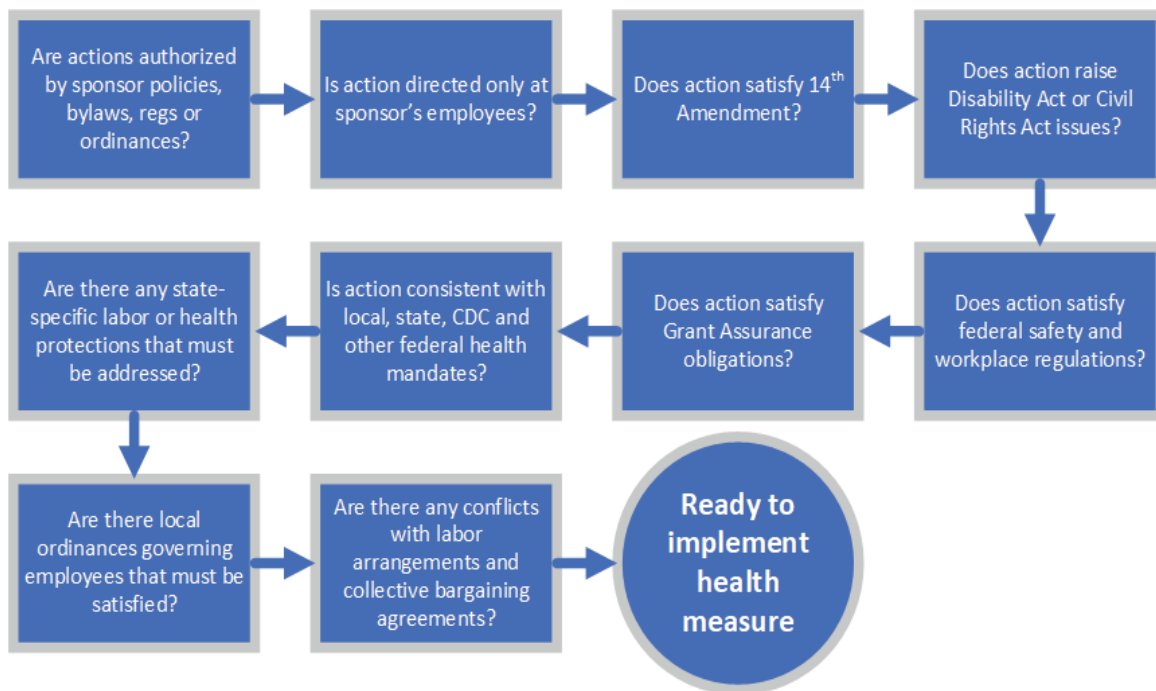 Are actions authorized
by sponsor policies,
bylaws, regs or
ordinances?
Is action directed only at
sponsor's employees?
Does action satisfy 14th
Amendment?
Does action raise
Disability Act or Civil
Rights Act issues?
Does action satisfy
federal safety and
workplace regulations?
Does action satisfy
Grant Assurance
obligations?
Is action consistent with
local, state, CDC and
other federal health
mandates?
Are there any state-
specific labor or health
protections that must
be addressed?
Are there local
ordinances governing
employees that must be
satisfied?
Are there any conflicts
with labor
arrangements and
collective bargaining
agreements?
Ready to
implement
health
measure